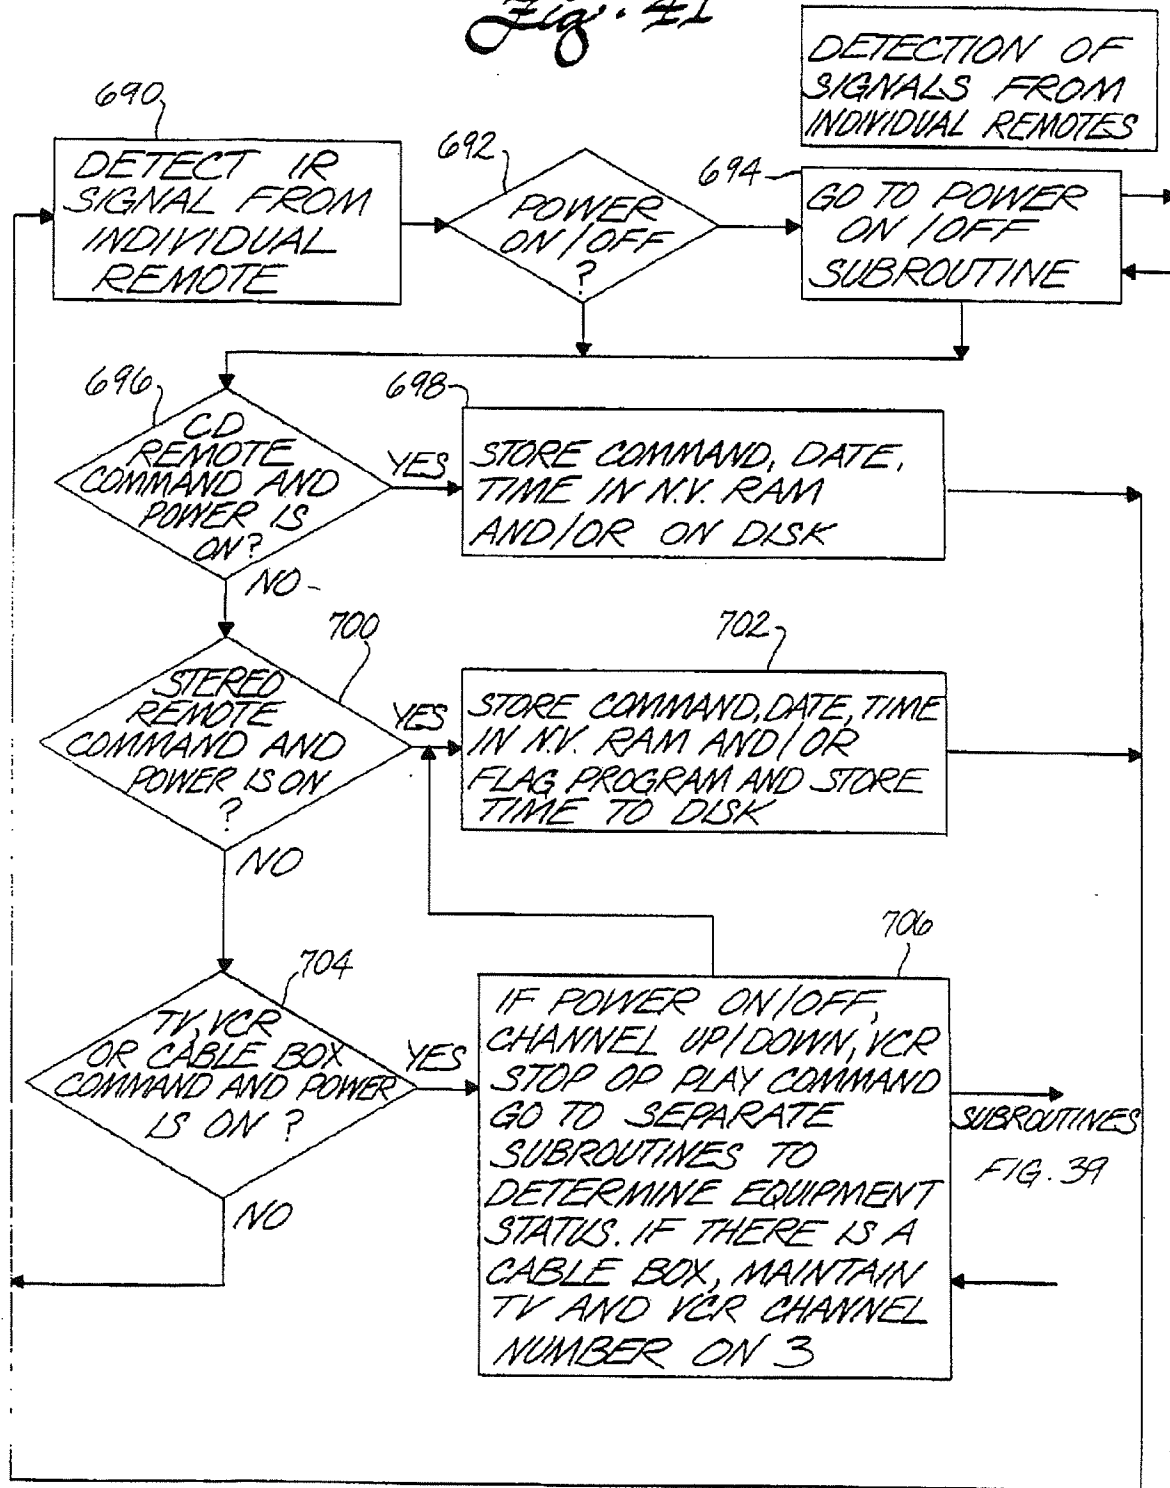 Fig. 41
DETECTION OF
SIGNALS FROM
INDIVIDUAL REMOTES
690
DETECT IR
SIGNAL FROM
INDIVIDUAL
REMOTE
692
POWER
ON/OFF
?
694
GO TO POWER
ON/OFF
SUBROUTINE
696
CD
REMOTE
COMMAND AND
POWER IS
ON?
YES
NO
698
STORE COMMAND, DATE,
TIME IN N.V. RAM
AND/OR ON DISK
700
STEREO
REMOTE
COMMAND AND
POWER IS ON
?
YES
NO
702
STORE COMMAND, DATE, TIME
IN N.V. RAM AND/OR
FLAG PROGRAM AND STORE
TIME TO DISK
704
TV, VCR
OR CABLE BOX
COMMAND AND POWER
IS ON ?
YES
NO
706
IF POWER ON/OFF,
CHANNEL UP/DOWN, VCR
STOP OP PLAY COMMAND
GO TO SEPARATE
SUBROUTINES TO
DETERMINE EQUIPMENT
STATUS. IF THERE IS A
CABLE BOX, MAINTAIN
TV AND VCR CHANNEL
NUMBER ON 3
SUBROUTINES
FIG. 39